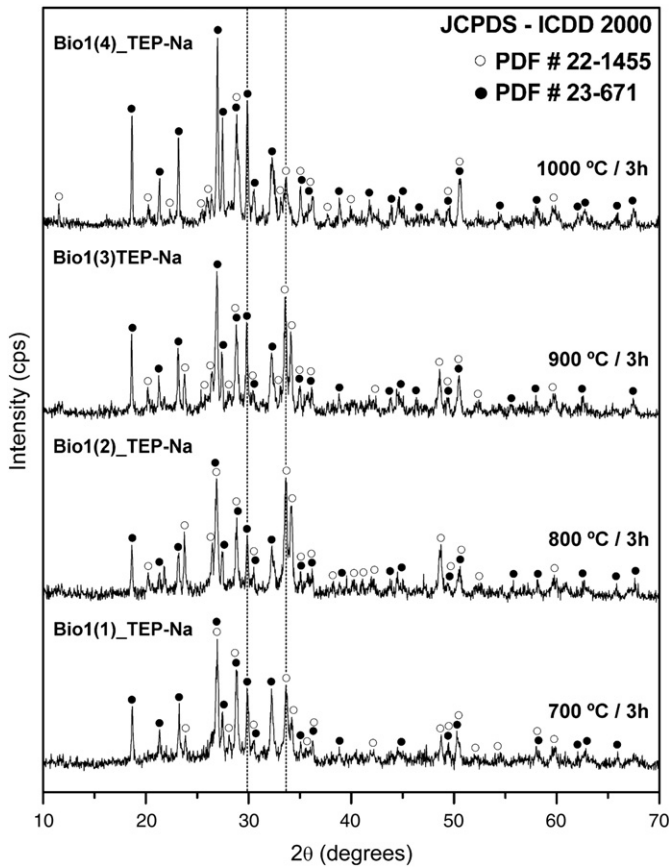 JCPDS - ICDD 2000
○ PDF # 22-1455
● PDF # 23-671
Bio1(4)_TEP-Na
1000 ºC / 3h
Bio1(3)TEP-Na
900 ºC / 3h
Bio1(2)_TEP-Na
800 ºC / 3h
Bio1(1)_TEP-Na
700 ºC / 3h
Intensity (cps)
10 20 30 40 50 60 70
2θ (degrees)